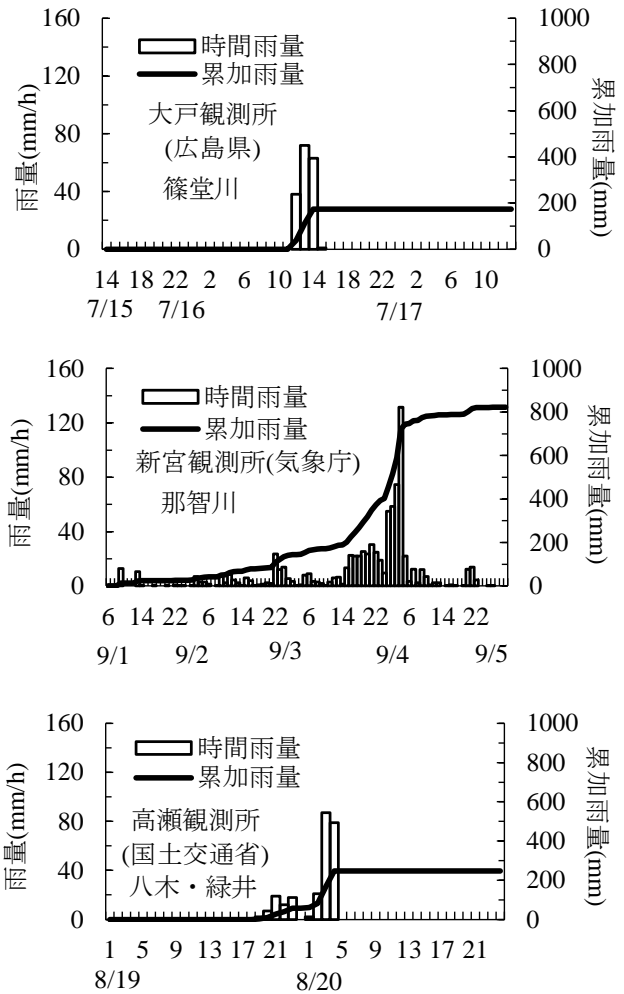 160
120
80
40
0
雨量(mm/h)
1000
800
600
400
200
0
累加雨量(mm)
時間雨量
累加雨量
大戸観測所
(広島県)
篠堂川
14 18 22 2 6 10 14 18 22 2 6 10
7/15 7/16 7/17
160
120
80
40
0
雨量(mm/h)
1000
800
600
400
200
0
累加雨量(mm)
時間雨量
累加雨量
新宮観測所(気象庁)
那智川
6 14 22 6 14 22 6 14 22 6 14 22
9/1 9/2 9/3 9/4 9/5
160
120
80
40
0
雨量(mm/h)
1000
800
600
400
200
0
累加雨量(mm)
時間雨量
累加雨量
高瀬観測所
(国土交通省)
八木・緑井
1 5 9 13 17 21 1 5 9 13 17 21
8/19 8/20